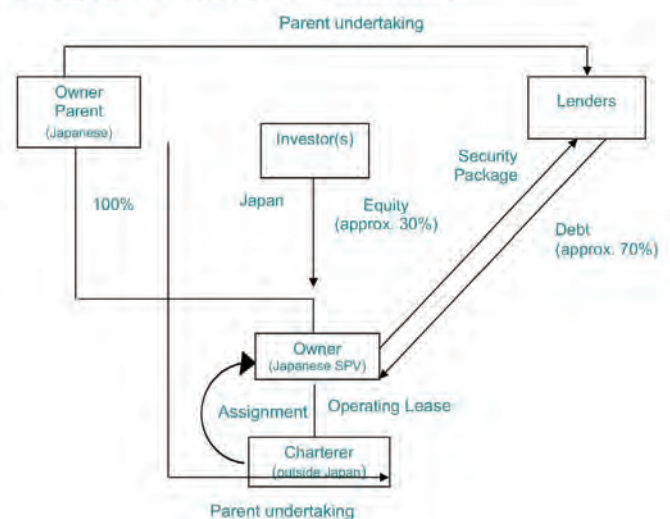 Parent undertaking
Owner
Parent
(Japanese)
Lenders
Investor(s)
Security
Package
100%
Japan
Equity
(approx. 30%)
Debt
(approx. 70%)
Owner
(Japanese SPV)
Assignment
Operating Lease
Charterer
(outside Japan)
Parent undertaking